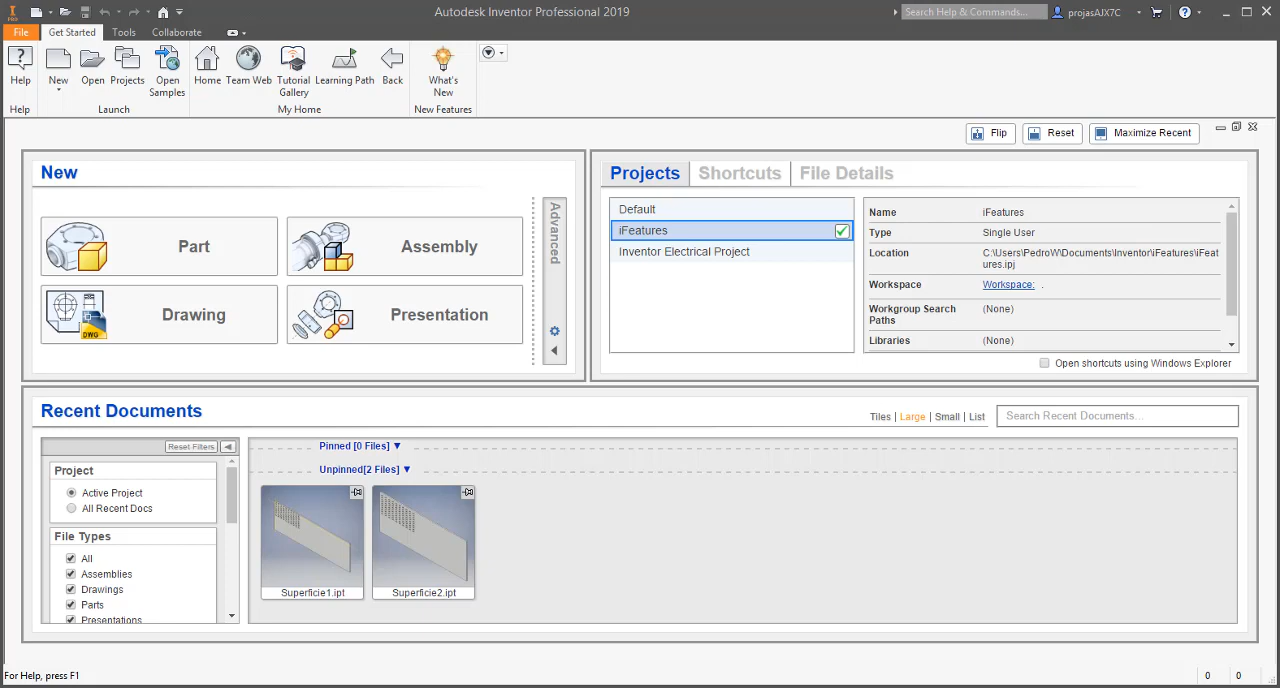 PRO
Autodesk Inventor Professional 2019
Search Help & Commands...
projasAJX7C
File
Get Started
Tools
Collaborate
Help
New
Open
Projects
Open Samples
Home
Team Web
Tutorial Gallery
Learning Path
Back
What's New
Help
Launch
My Home
New Features
Flip
Reset
Maximize Recent
New
Part
Assembly
Drawing
DWG
Presentation
Advanced
Projects
Shortcuts
File Details
Default
iFeatures
Inventor Electrical Project
Name iFeatures
Type Single User
Location C:\Users\PedroW\Documents\Inventor\iFeatures\iFeat
ures.ipj
Workspace Workspace: .
Workgroup Search (None)
Paths
Libraries (None)
Open shortcuts using Windows Explorer
Recent Documents
Tiles | Large | Small | List
Search Recent Documents...
Reset Filters
Project
Active Project
All Recent Docs
File Types
All
Assemblies
Drawings
Parts
Presentations
Pinned [0 Files]
Unpinned[2 Files]
Superficie1.ipt
Superficie2.ipt
For Help, press F1
0 0